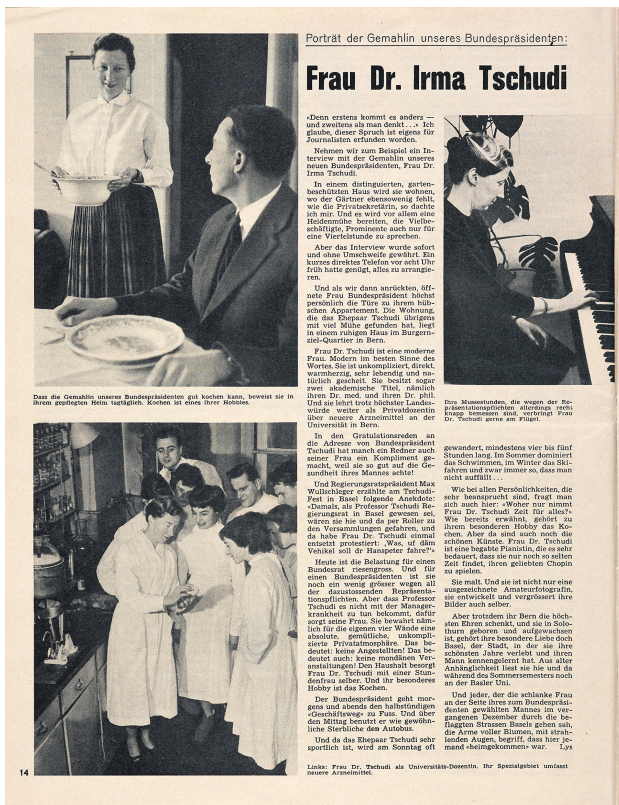 Porträt der Gemahlin unseres Bundespräsidenten:
Frau Dr. Irma Tschudi
«Denn erstens kommt es anders —
und zweitens als man denkt...» Ich
glaube, dieser Spruch ist eigens für
Journalisten erfunden worden.
Nehmen wir zum Beispiel ein In-
terview mit der Gemahlin unseres
neuen Bundespräsidenten, Frau Dr.
Irma Tschudi.
In einem distinguierten, garten-
beschützten Haus wird sie wohnen,
wo der Gärtner ebensowenig fehlt,
wie die Privatsekretärin, so dachte
ich mir. Und es wird vor allem eine
Heidenmühe bereiten, die Vielbe-
schäftigte, Prominente auch nur für
eine Viertelstunde zu sprechen.
Aber das Interview wurde sofort
und ohne Umschweife gewährt. Ein
kurzes direktes Telefon vor acht Uhr
früh hatte genügt, alles zu arrangie-
ren.
Und als wir dann anrückten, öff-
nete Frau Bundespräsident höchst
persönlich die Türe zu ihrem hüb-
schen Appartement. Die Wohnung,
die das Ehepaar Tschudi übrigens
mit viel Mühe gefunden hat, liegt
in einem ruhigen Haus im Burgern-
ziel-Quartier in Bern.
Frau Dr. Tschudi ist eine moderne
Frau. Modern im besten Sinne des
Wortes. Sie ist unkompliziert, direkt,
warmherzig, sehr lebendig und na-
türlich gescheit. Sie besitzt sogar
zwei akademische Titel, nämlich
ihren Dr. med. und ihren Dr. phil.
Und sie lehrt trotz höchster Landes-
würde weiter als Privatdozentin
über neuere Arzneimittel an der
Universität in Bern.
In den Gratulationsreden an
die Adresse von Bundespräsident
Tschudi hat manch ein Redner auch
seiner Frau ein Kompliment ge-
macht, weil sie so gut auf die Ge-
sundheit ihres Mannes achte!
Und Regierungsratspräsident Max
Wullschleger erzählte am Tschudi-
Fest in Basel folgende Anekdote:
«Damals, als Professor Tschudi Re-
gierungsrat in Basel gewesen sei,
wären sie hie und da per Roller zu
den Versammlungen gefahren, und
da habe Frau Dr. Tschudi einmal
entsetzt protestiert: ‚Was, uf däm
Vehikel soll dr Hanspeter fahre?'»
Heute ist die Belastung für einen
Bundesrat riesengross. Und für
einen Bundespräsidenten ist sie
noch ein wenig grösser wegen all
der dazustossenden Repräsenta-
tionspflichten. Aber dass Professor
Tschudi es nicht mit der Manager-
krankheit zu tun bekommt, dafür
sorgt seine Frau. Sie bewahrt näm-
lich für die eigenen vier Wände eine
absolute, gemütliche, unkompli-
zierte Privatatmosphäre. Das be-
deutet: keine Angestellten! Das be-
deutet auch: keine mondänen Ver-
anstaltungen! Den Haushalt besorgt
Frau Dr. Tschudi mit einer Stun-
denfrau selber. Und ihr besonderes
Hobby ist das Kochen.
Der Bundespräsident geht mor-
gens und abends den halbstündigen
«Geschäftsweg» zu Fuss. Und über
den Mittag benutzt er wie gewöhn-
liche Sterbliche den Autobus.
Und da das Ehepaar Tschudi sehr
sportlich ist, wird am Sonntag oft
gewandert, mindestens vier bis fünf
Stunden lang. Im Sommer dominiert
das Schwimmen, im Winter das Ski-
fahren und zwar immer so, dass man
nicht auffällt...
Wie bei allen Persönlichkeiten, die
sehr beansprucht sind, fragt man
sich auch hier: «Woher nur nimmt
Frau Dr. Tschudi Zeit für alles?»
Wie bereits erwähnt, gehört zu
ihrem besonderen Hobby das Ko-
chen. Aber da sind auch noch die
schönen Künste. Frau Dr. Tschudi
ist eine begabte Pianistin, die es sehr
bedauert, dass sie nur noch so selten
Zeit findet, ihren geliebten Chopin
zu spielen.
Sie malt. Und sie ist nicht nur eine
ausgezeichnete Amateurfotografin,
sie entwickelt und vergrössert ihre
Bilder auch selber.
Aber trotzdem ihr Bern die höch-
sten Ehren schenkt, und sie in Solo-
thurn geboren und aufgewachsen
ist, gehört ihre besondere Liebe doch
Basel, der Stadt, in der sie ihre
schönsten Jahre verlebt und ihren
Mann kennengelernt hat. Aus alter
Anhänglichkeit liest sie hie und da
während des Sommersemesters noch
an der Basler Uni.
Und jeder, der die schlanke Frau
an der Seite ihres zum Bundespräsi-
denten gewählten Mannes im ver-
gangenen Dezember durch die be-
flaggten Strassen Basels gehen sah,
die Arme voller Blumen, mit strah-
lenden Augen, begriff, dass hier je-
mand «heimgekommen» war. Lys
Dass die Gemahlin unseres Bundespräsidenten gut kochen kann, beweist sie in
ihrem gepflegten Heim tagtäglich. Kochen ist eines ihrer Hobbies.
Ihre Mussestunden, die wegen der Re-
präsentationspflichten allerdings recht
knapp bemessen sind, verbringt Frau
Dr. Tschudi gerne am Flügel.
Links: Frau Dr. Tschudi als Universitäts-Dozentin. Ihr Spezialgebiet umfasst
neuere Arzneimittel.
14